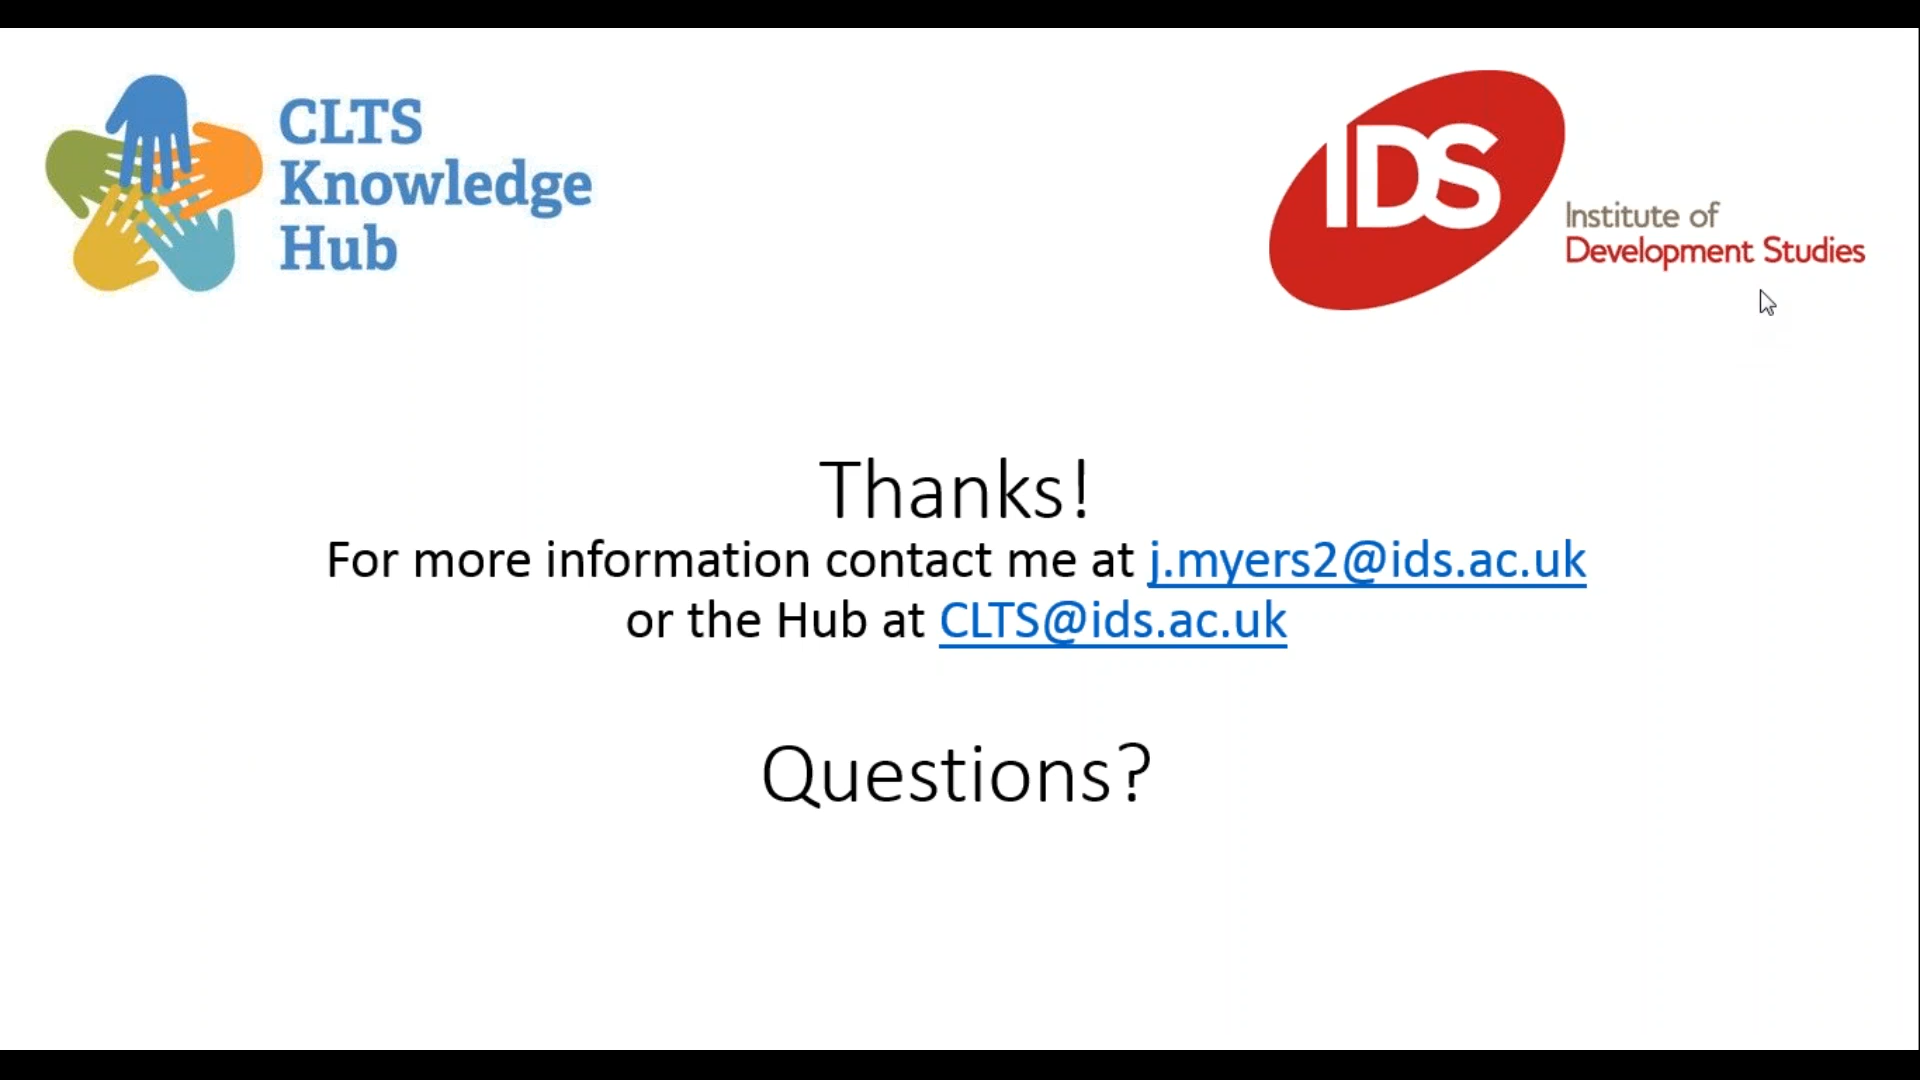 CLTS
Knowledge
Hub
IDS
Institute of
Development Studies
Thanks!
For more information contact me at j.myers2@ids.ac.uk
or the Hub at CLTS@ids.ac.uk
Questions?